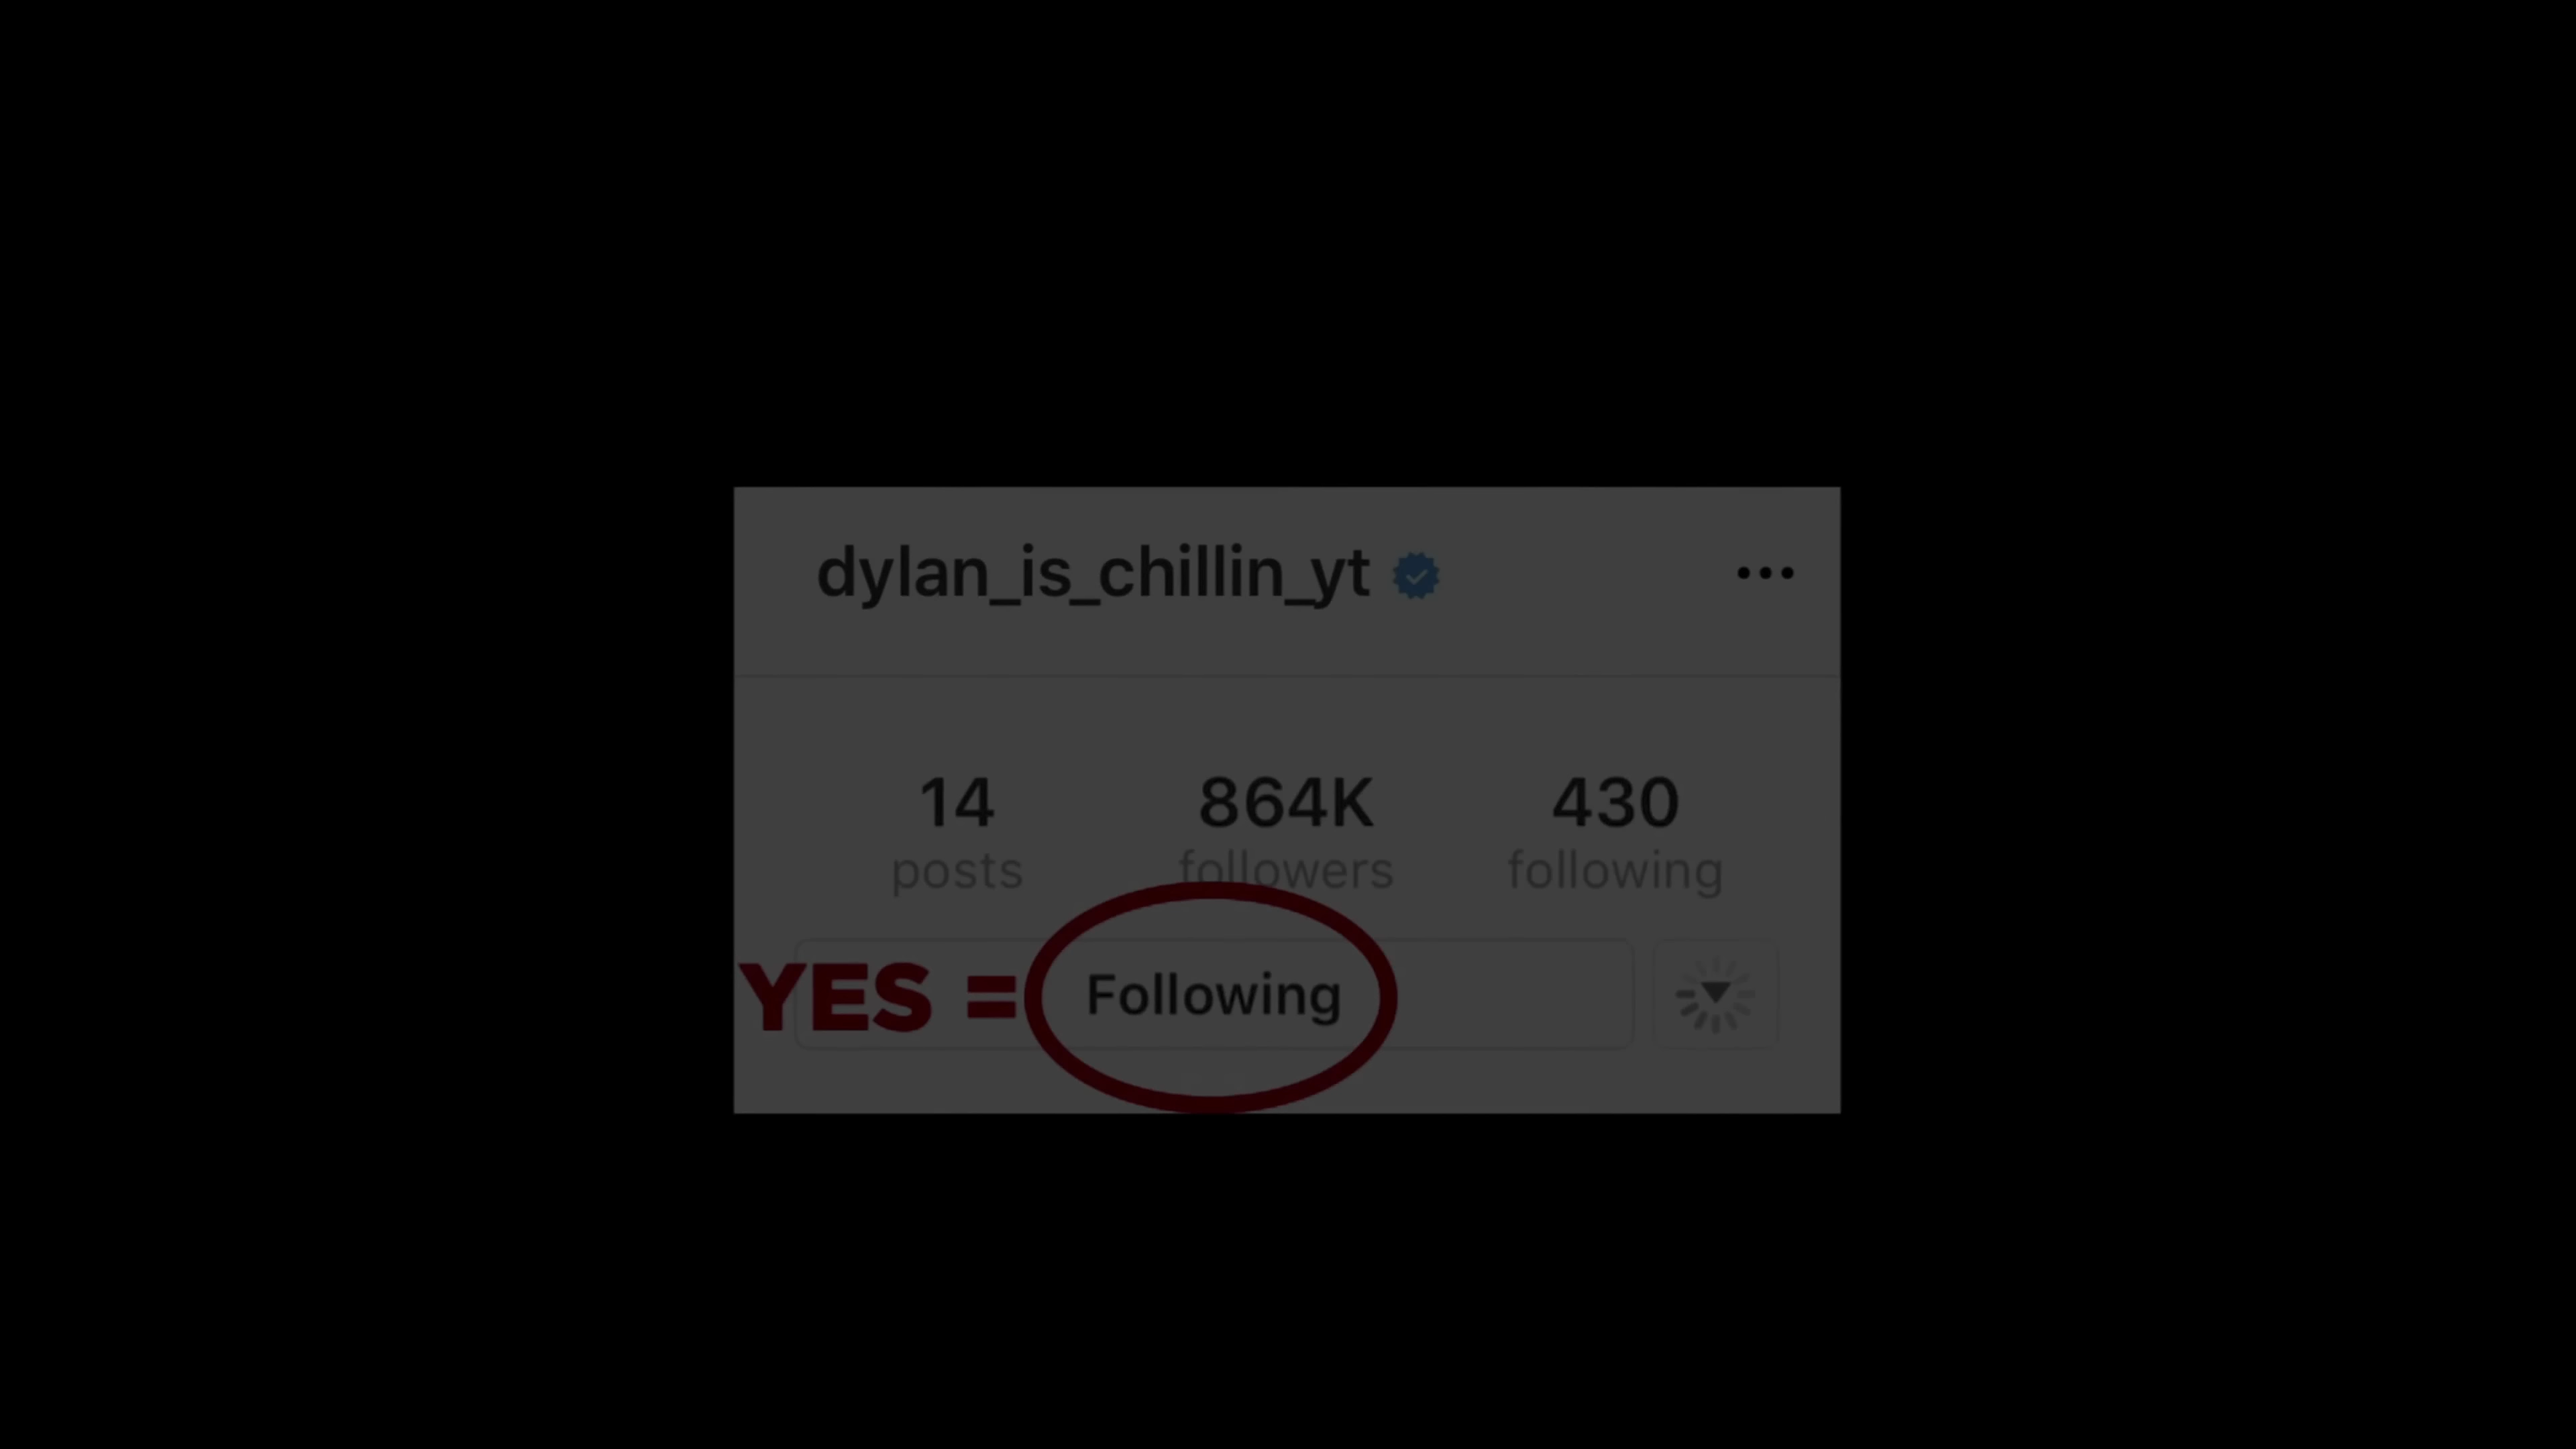 dylan_is_chillin_yt
14 864K 430
posts followers following
YES = Following